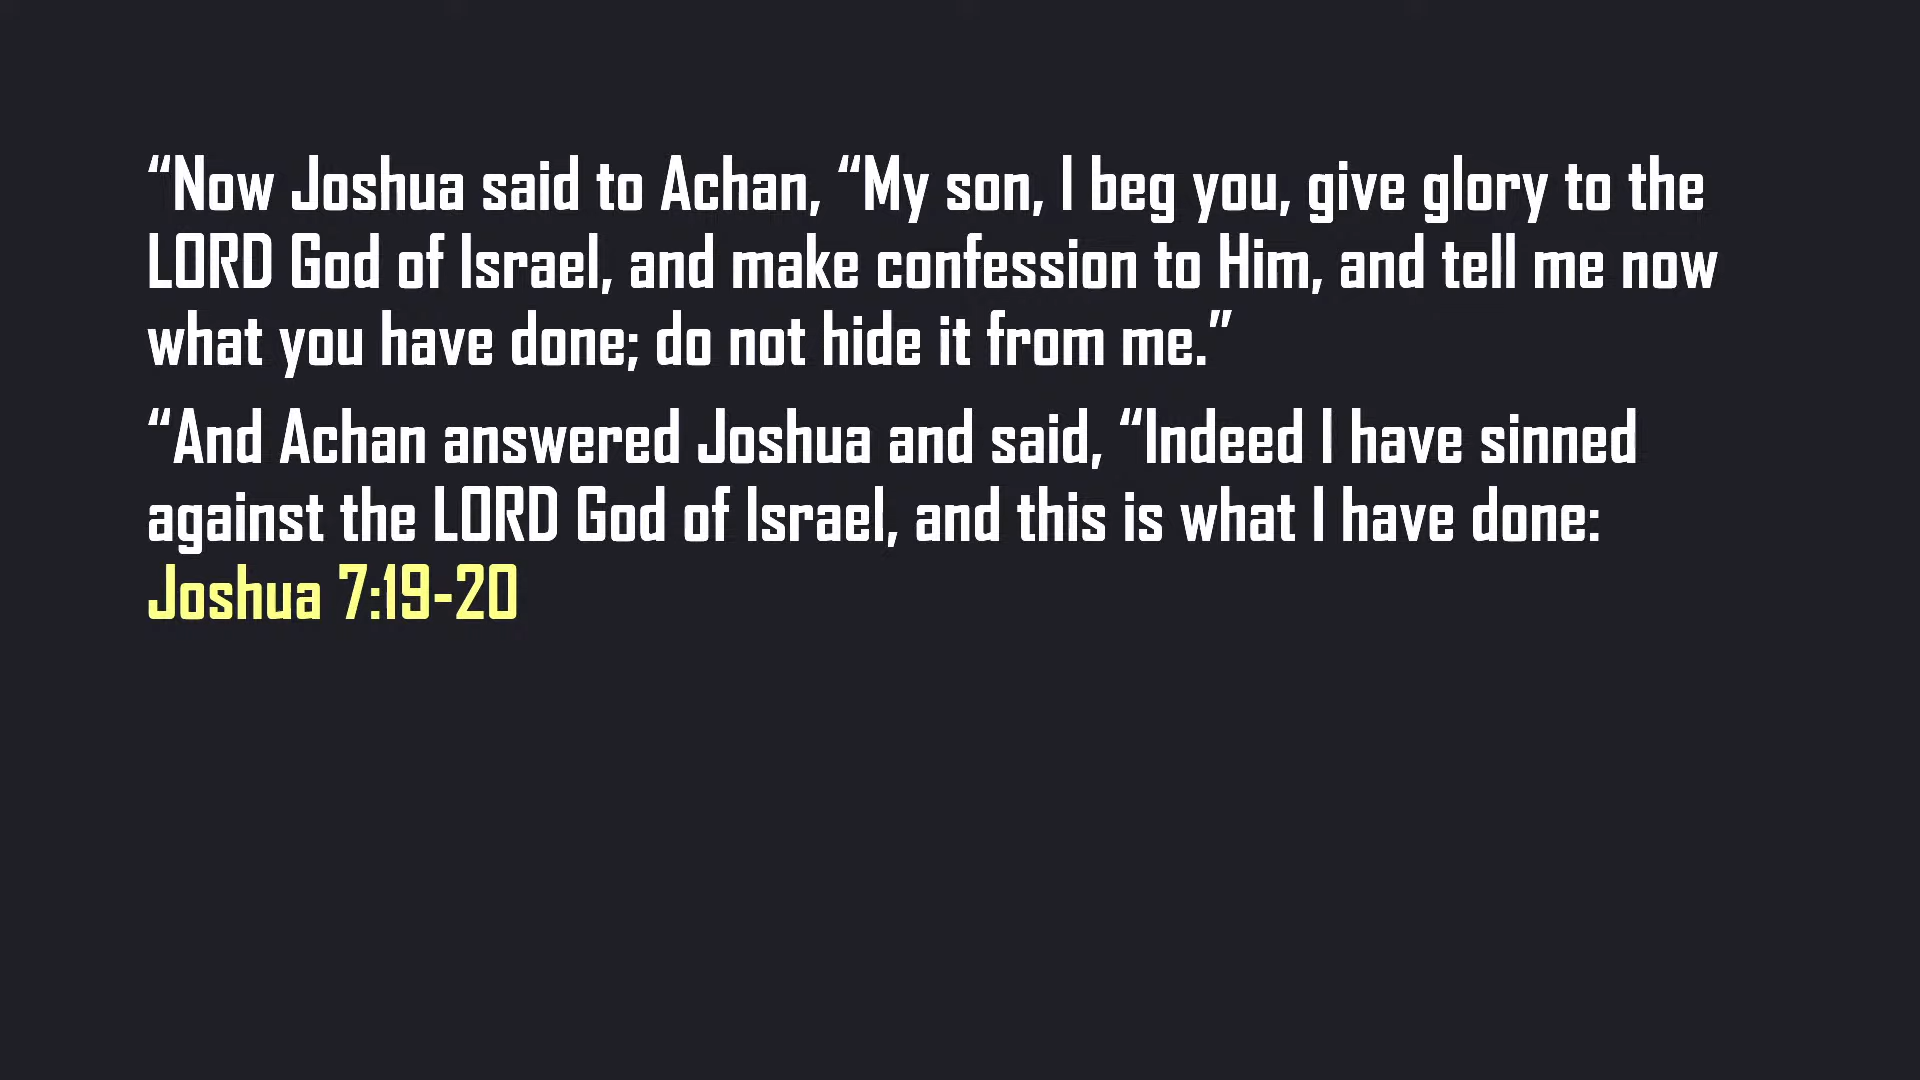 “Now Joshua said to Achan, “My son, I beg you, give glory to the
LORD God of Israel, and make confession to Him, and tell me now
what you have done; do not hide it from me.”
“And Achan answered Joshua and said, “Indeed I have sinned
against the LORD God of Israel, and this is what I have done:
Joshua 7:19-20